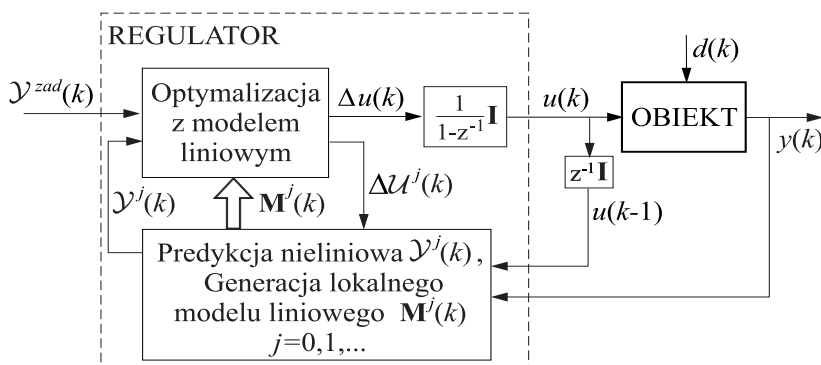 REGULATOR
𝒴^zad(k)
Optymalizacja
z modelem
liniowym
Δu(k)
1
1-z⁻¹ I
u(k)
d(k)
OBIEKT
y(k)
z⁻¹I
u(k-1)
𝒴^j(k)
M^j(k)
Δ𝒰^j(k)
Predykcja nieliniowa 𝒴^j(k),
Generacja lokalnego
modelu liniowego M^j(k)
j=0,1,...